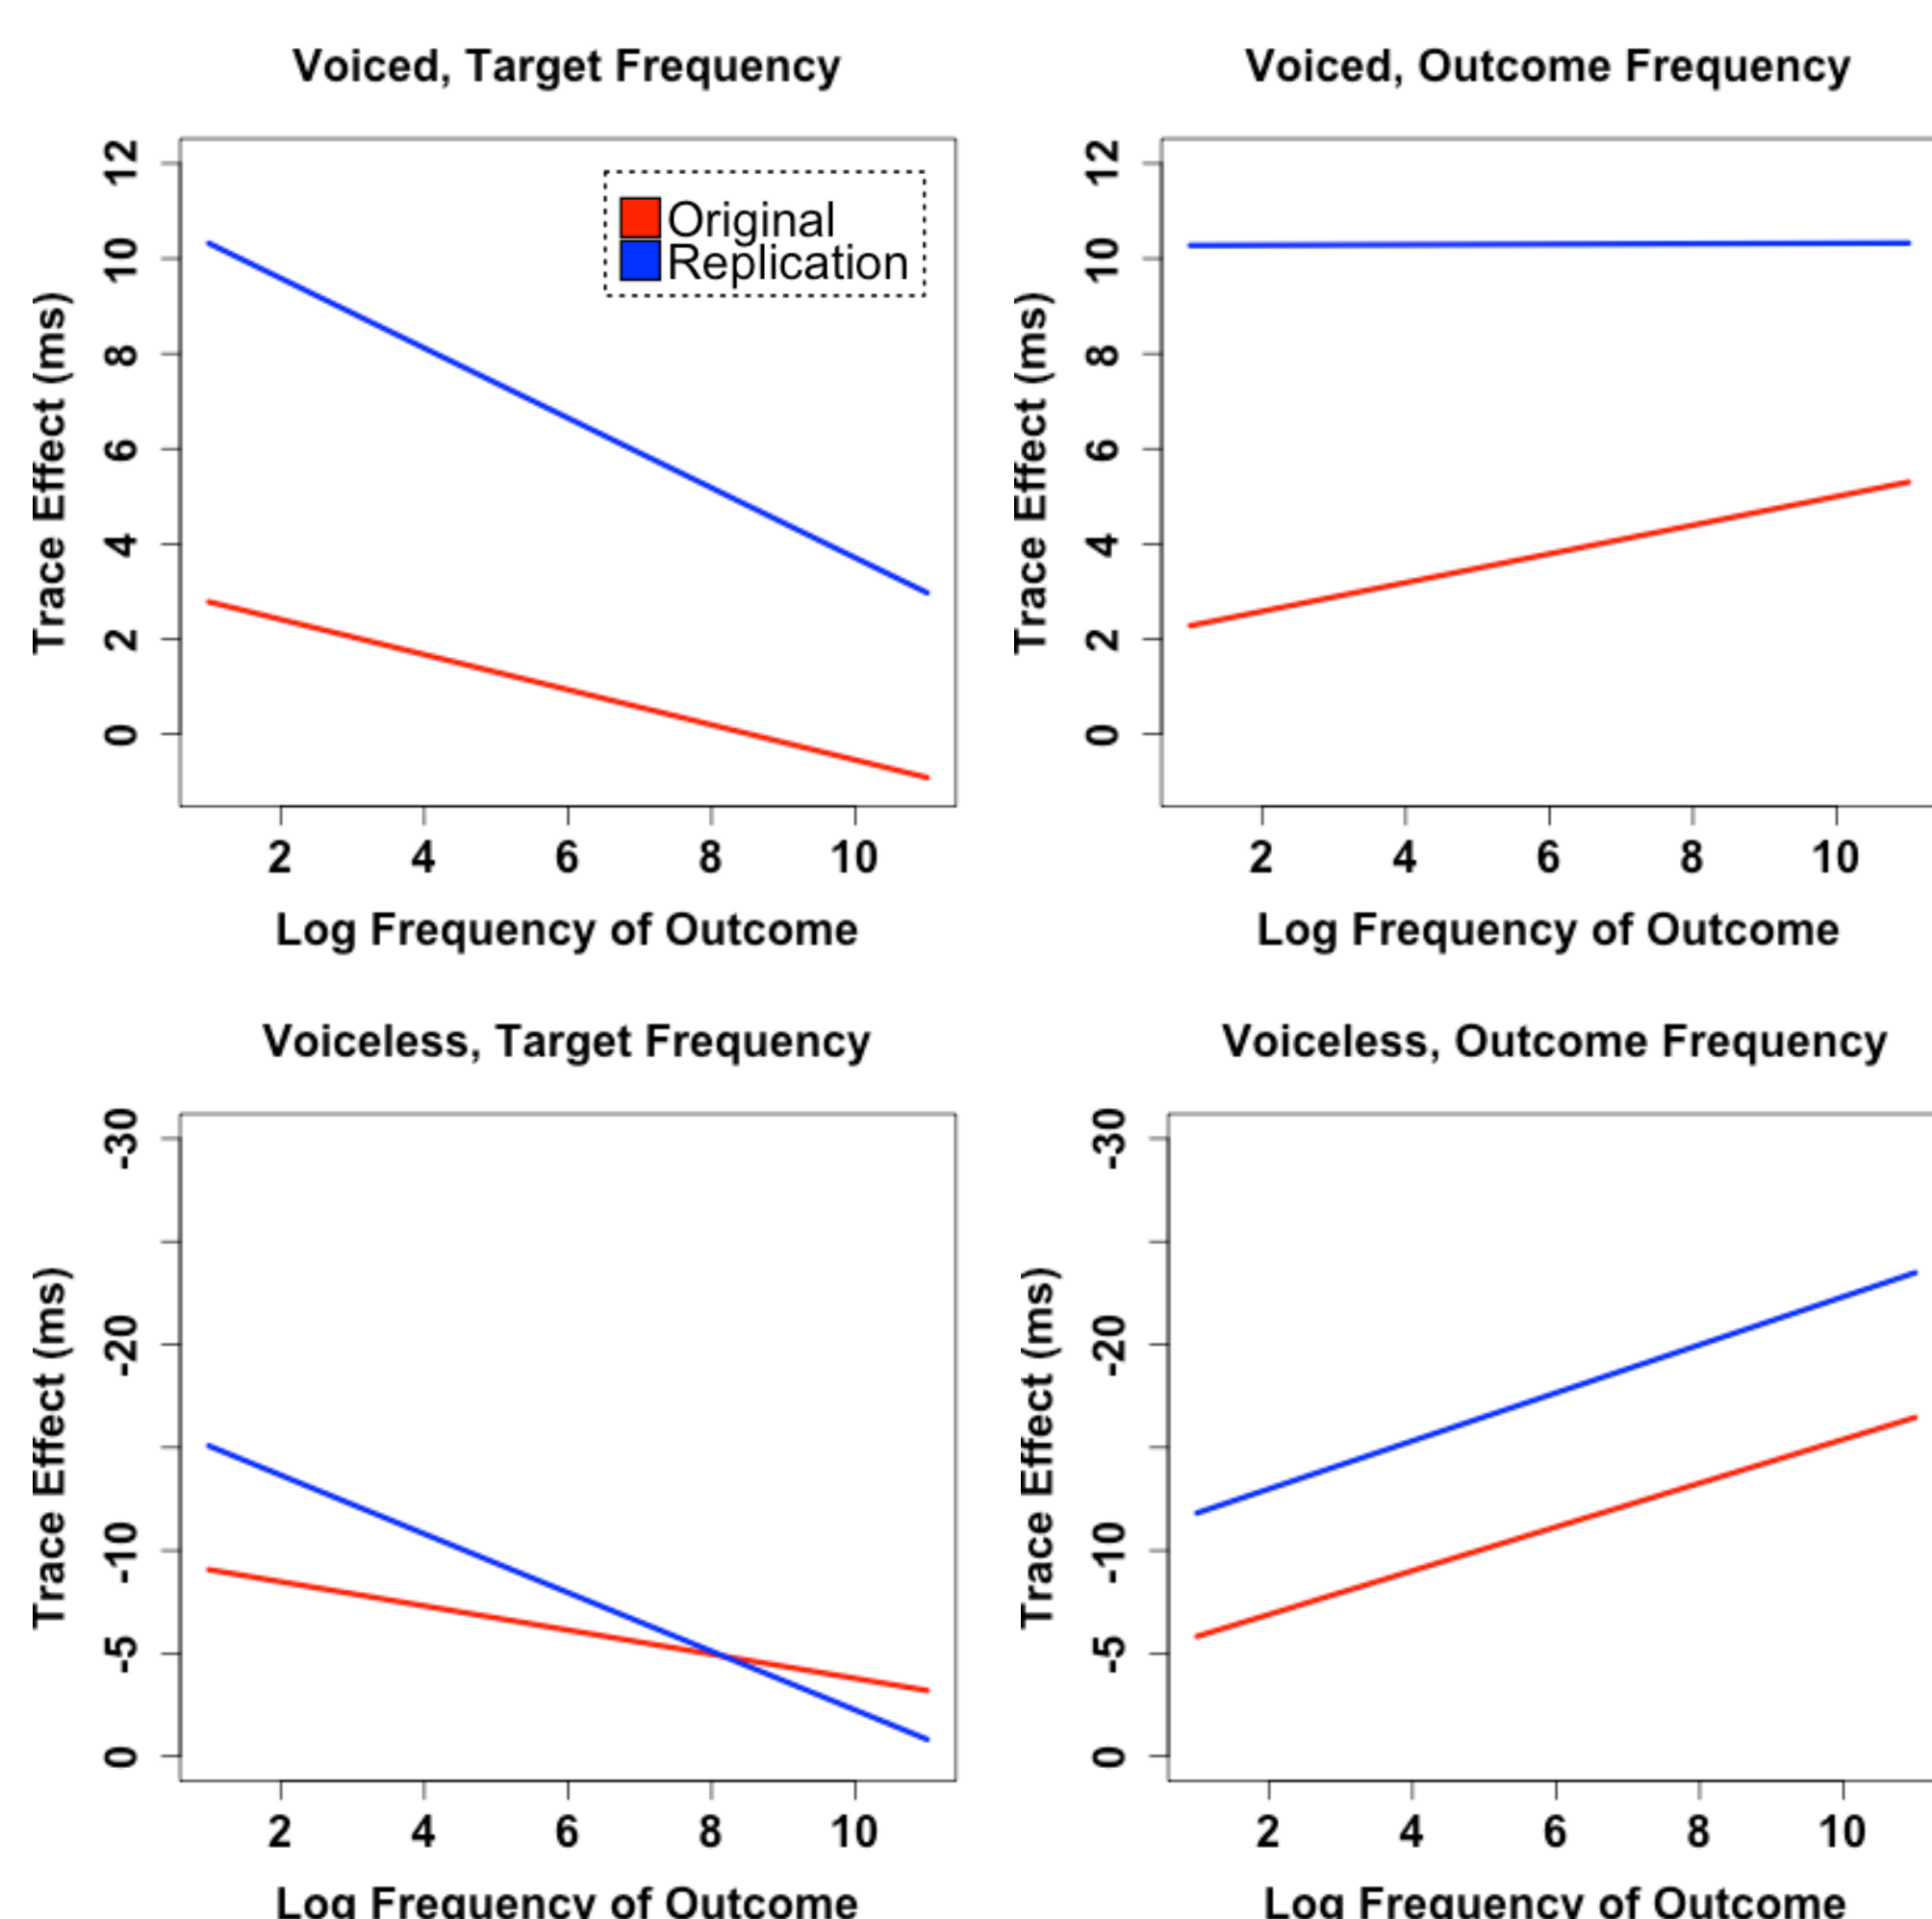 Voiced, Target Frequency
Trace Effect (ms)
12
10
8
6
4
2
0
Original
Replication
2 4 6 8 10
Log Frequency of Outcome
Voiced, Outcome Frequency
Trace Effect (ms)
12
10
8
6
4
2
0
2 4 6 8 10
Log Frequency of Outcome
Voiceless, Target Frequency
Trace Effect (ms)
-30
-20
-10
-5
0
2 4 6 8 10
Log Frequency of Outcome
Voiceless, Outcome Frequency
Trace Effect (ms)
-30
-20
-10
-5
0
2 4 6 8 10
Log Frequency of Outcome